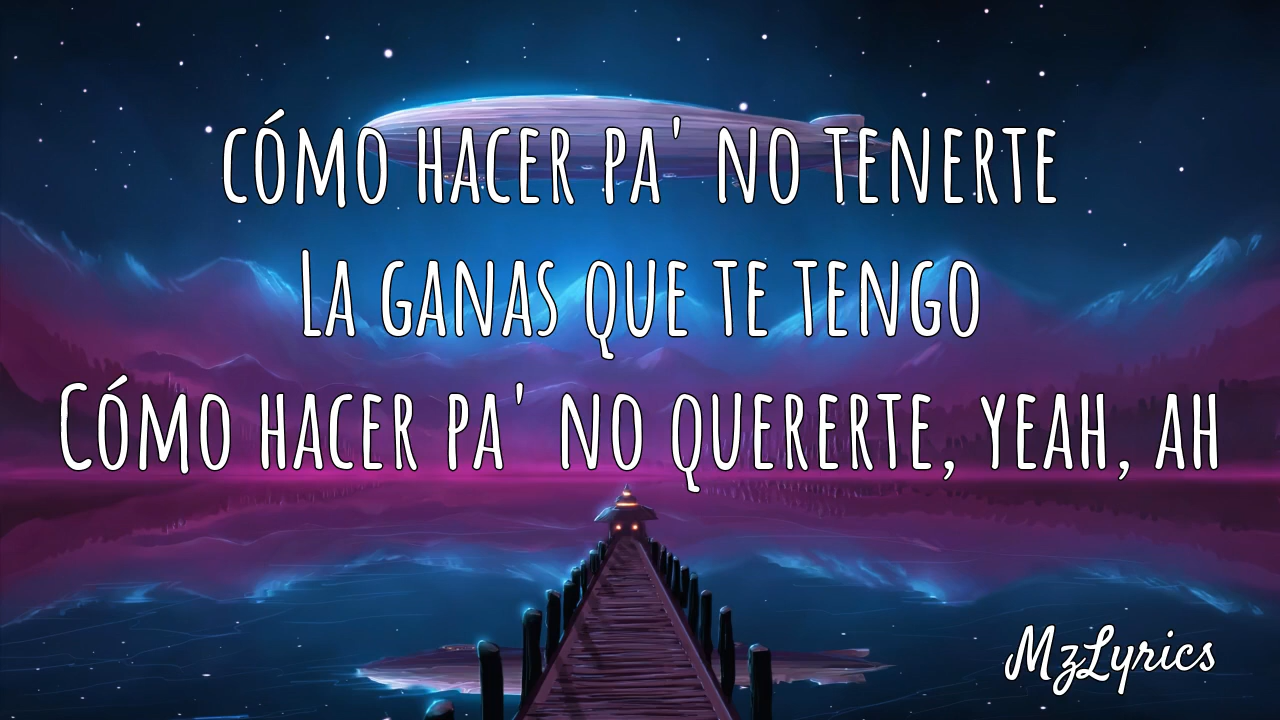 cómo hacer pa' no tenerte
La ganas que te tengo
Cómo hacer pa' no quererte, yeah, ah
MzLyrics